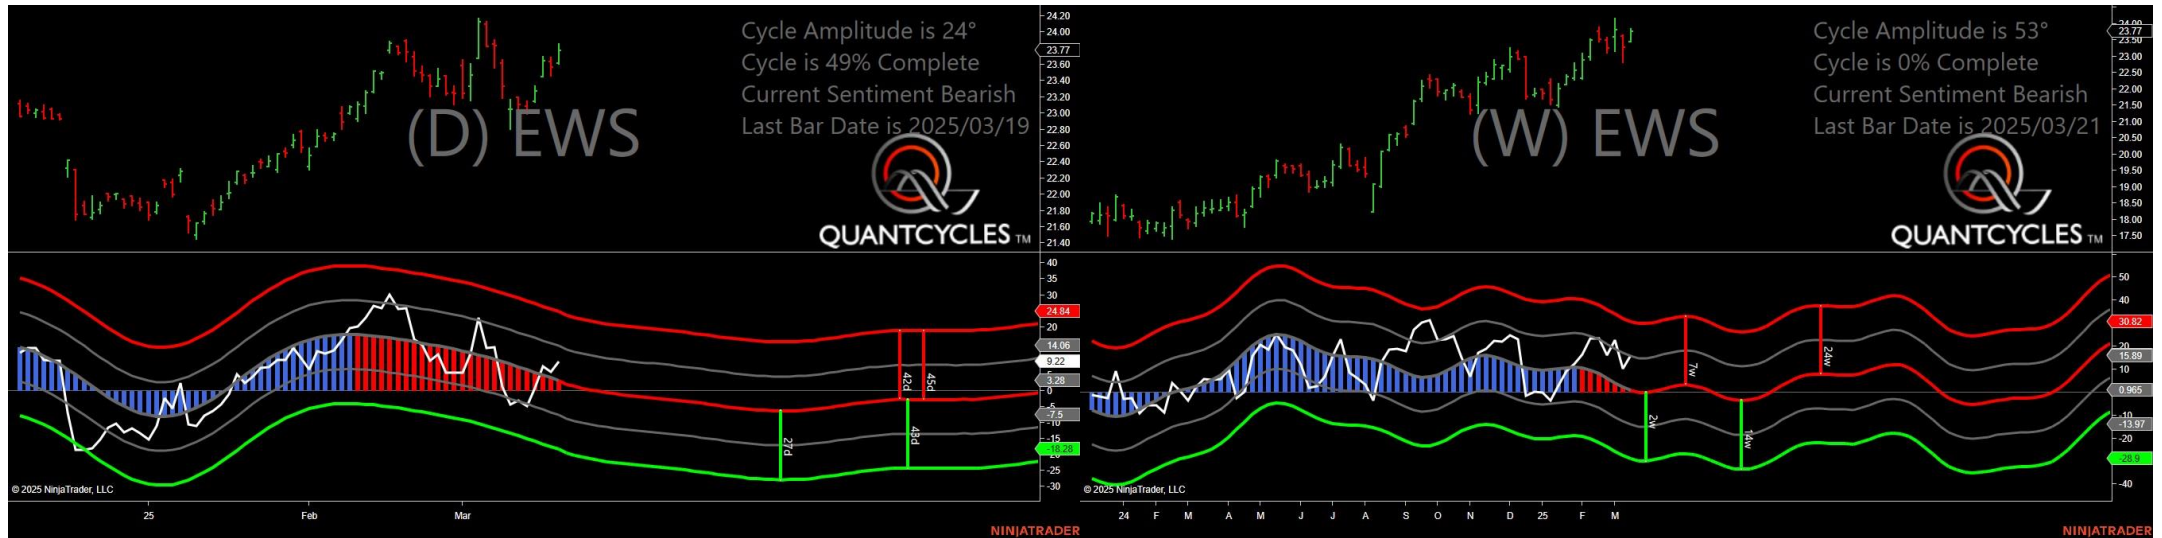 Cycle Amplitude is 24°
Cycle is 49% Complete
Current Sentiment Bearish
Last Bar Date is 2025/03/19
(D) EWS
QUANTCYCLES TM
24.20
24.00
23.77
23.60
23.40
23.20
23.00
22.80
22.60
22.40
22.20
22.00
21.80
21.60
21.40
40
35
30
24.84
20
14.06
9.22
3.28
0
-7.5
-10
-15
-18.28
-25
-30
42d
45d
27d
43d
© 2025 NinjaTrader, LLC
25
Feb
Mar
NINJATRADER
Cycle Amplitude is 53°
Cycle is 0% Complete
Current Sentiment Bearish
Last Bar Date is 2025/03/21
(W) EWS
QUANTCYCLES TM
24.00
23.77
23.50
23.00
22.50
22.00
21.50
21.00
20.50
20.00
19.50
19.00
18.50
18.00
17.50
50
40
30.82
20
15.89
10
0.965
-10
-13.97
-20
-28.9
-40
7w
24w
2w
14w
© 2025 NinjaTrader, LLC
24
F
M
A
M
J
J
A
S
O
N
D
25
F
M
NINJATRADER